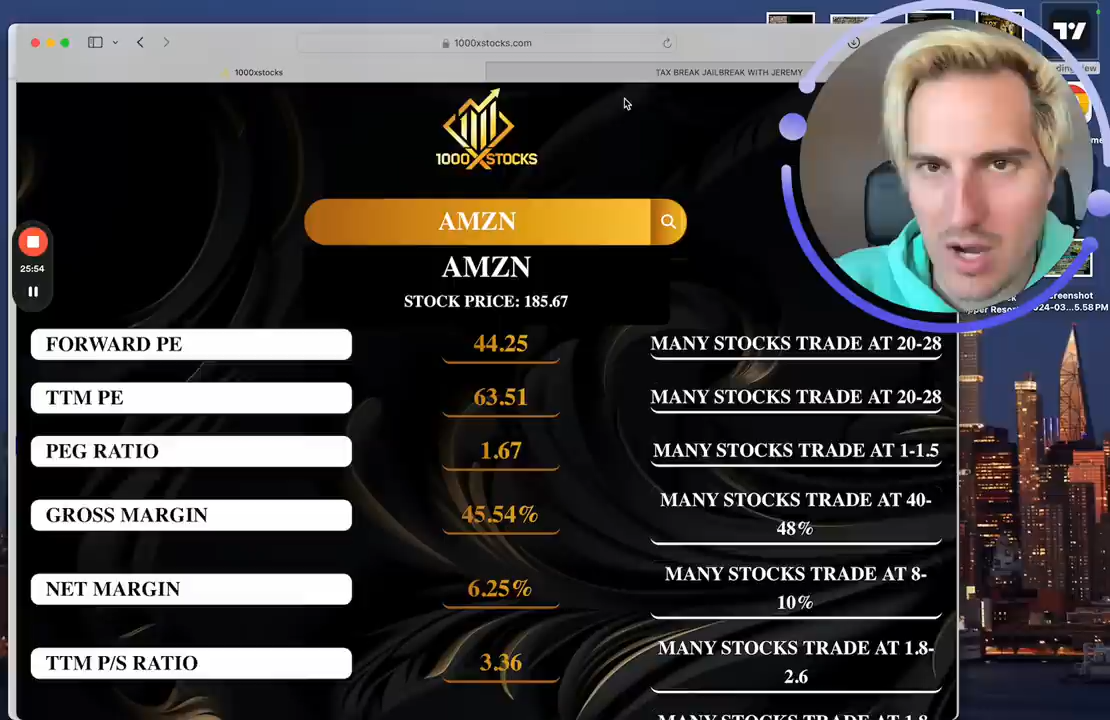 1000xstocks.com
1000xstocks
TAX BREAK JAILBREAK WITH JEREMY
1000XSTOCKS
AMZN
AMZN
STOCK PRICE: 185.67
25:54
FORWARD PE
44.25
MANY STOCKS TRADE AT 20-28
TTM PE
63.51
MANY STOCKS TRADE AT 20-28
PEG RATIO
1.67
MANY STOCKS TRADE AT 1-1.5
GROSS MARGIN
45.54%
MANY STOCKS TRADE AT 40-
48%
NET MARGIN
6.25%
MANY STOCKS TRADE AT 8-
10%
TTM P/S RATIO
3.36
MANY STOCKS TRADE AT 1.8-
2.6